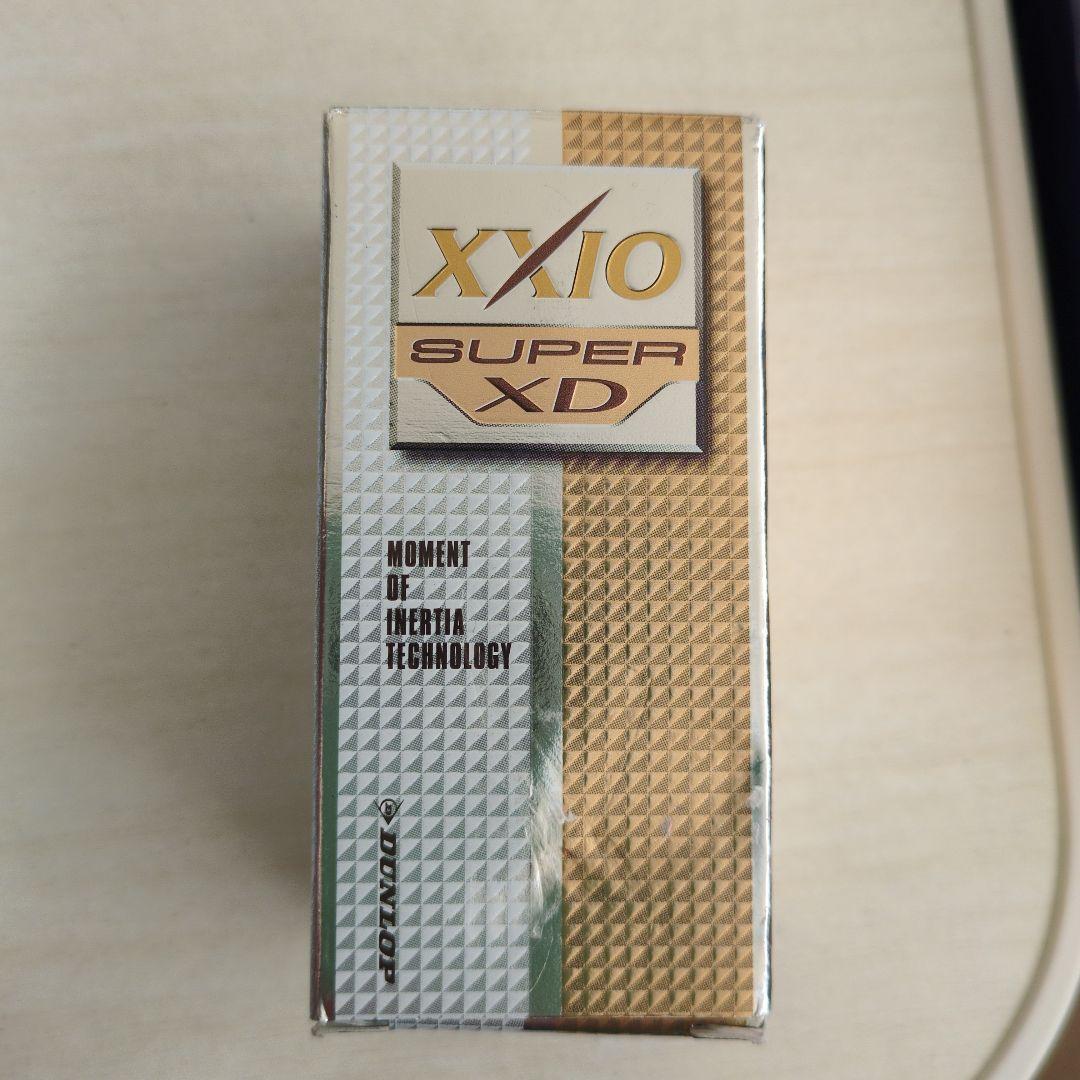 XXIO
SUPER
XD
MOMENT
OF
INERTIA
TECHNOLOGY
DUNLOP